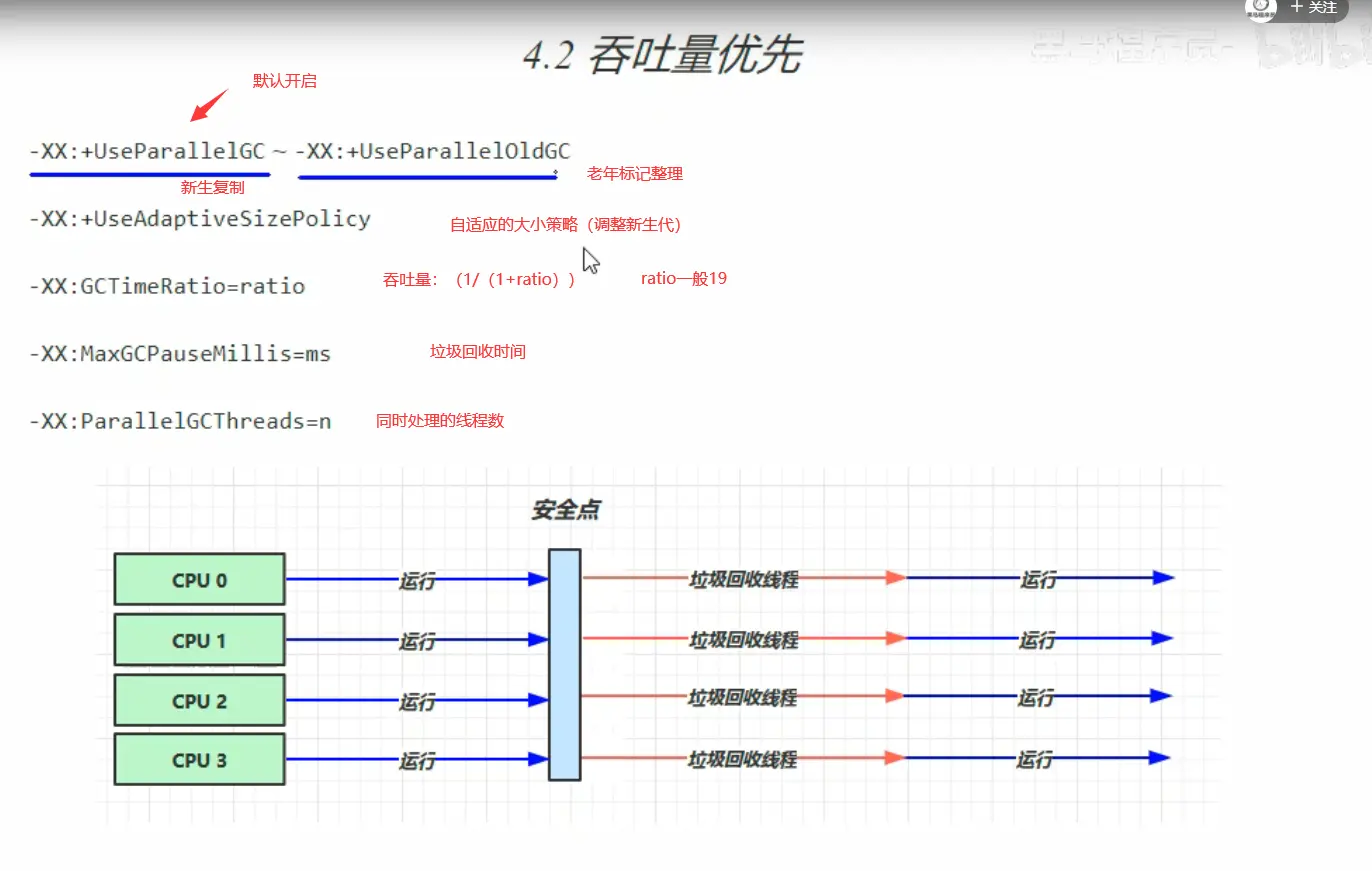 + 关注
4.2 吞吐量优先
默认开启
-XX:+UseParallelGC ~ -XX:+UseParallelOldGC
老年标记整理
新生复制
-XX:+UseAdaptiveSizePolicy
自适应的大小策略（调整新生代）
-XX:GCTimeRatio=ratio
吞吐量：（1/（1+ratio））
ratio一般19
-XX:MaxGCPauseMillis=ms
垃圾回收时间
-XX:ParallelGCThreads=n
同时处理的线程数
安全点
CPU 0 运行 垃圾回收线程 运行
CPU 1 运行 垃圾回收线程 运行
CPU 2 运行 垃圾回收线程 运行
CPU 3 运行 垃圾回收线程 运行